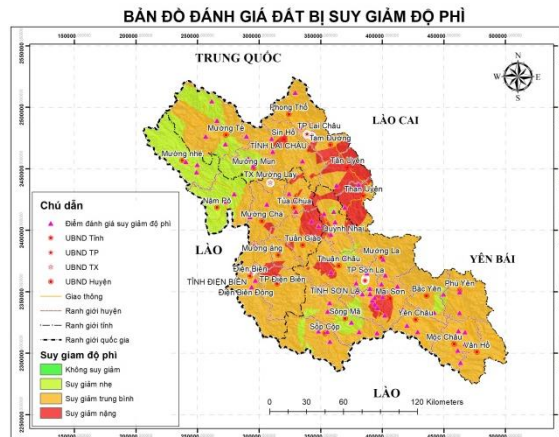 BẢN ĐỒ ĐÁNH GIÁ ĐẤT BỊ SUY GIẢM ĐỘ PHÌ
TRUNG QUỐC
N
W E
S
Phong Thổ
LÀO CAI
Mường Tè
Sìn Hồ
TP Lai Châu
Tam Đường
TỈNH LAI CHÂU
Tân Uyên
Mường nhé
Mường Mun
TX Mường Lay
Than Uyên
Nậm Pồ
Tủa Chùa
Mường Chà
Quỳnh Nhai
LÀO
Tuần Giáo
Mường ảng
Thuận Châu
Mường La
YÊN BÁI
Điện Biên
TP Điện Biên
TP Sơn La
TỈNH ĐIỆN BIÊN
TỈNH SƠN LA
Mai Sơn
Bắc Yên
Phù Yên
Điện Biên Đông
Sông Mã
Yên Châu
Sốp Cộp
Mộc Châu
Vân Hồ
LÀO
Chú dẫn
Điểm đánh giá suy giảm độ phì
UBND Tỉnh
UBND TP
UBND TX
UBND Huyện
Giao thông
Ranh giới huyện
Ranh giới tỉnh
Ranh giới quốc gia
Suy giam độ phì
Không suy giảm
Suy giảm nhẹ
Suy giảm trung bình
Suy giảm nặng
0 30 60 120 Kilometers